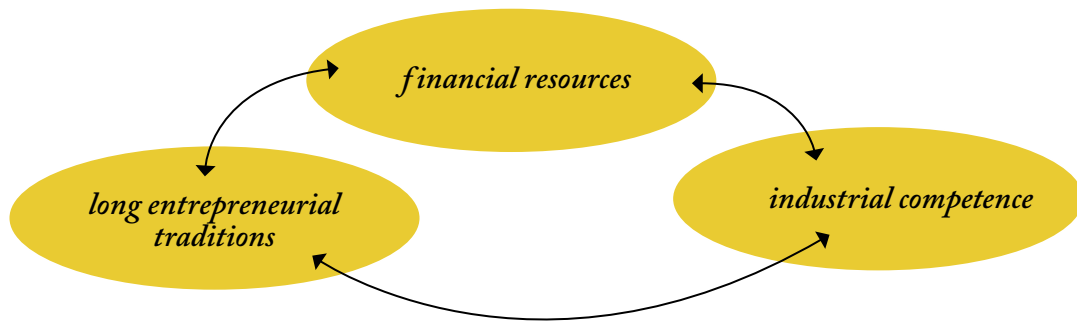 financial resources
long entrepreneurial
traditions
industrial competence